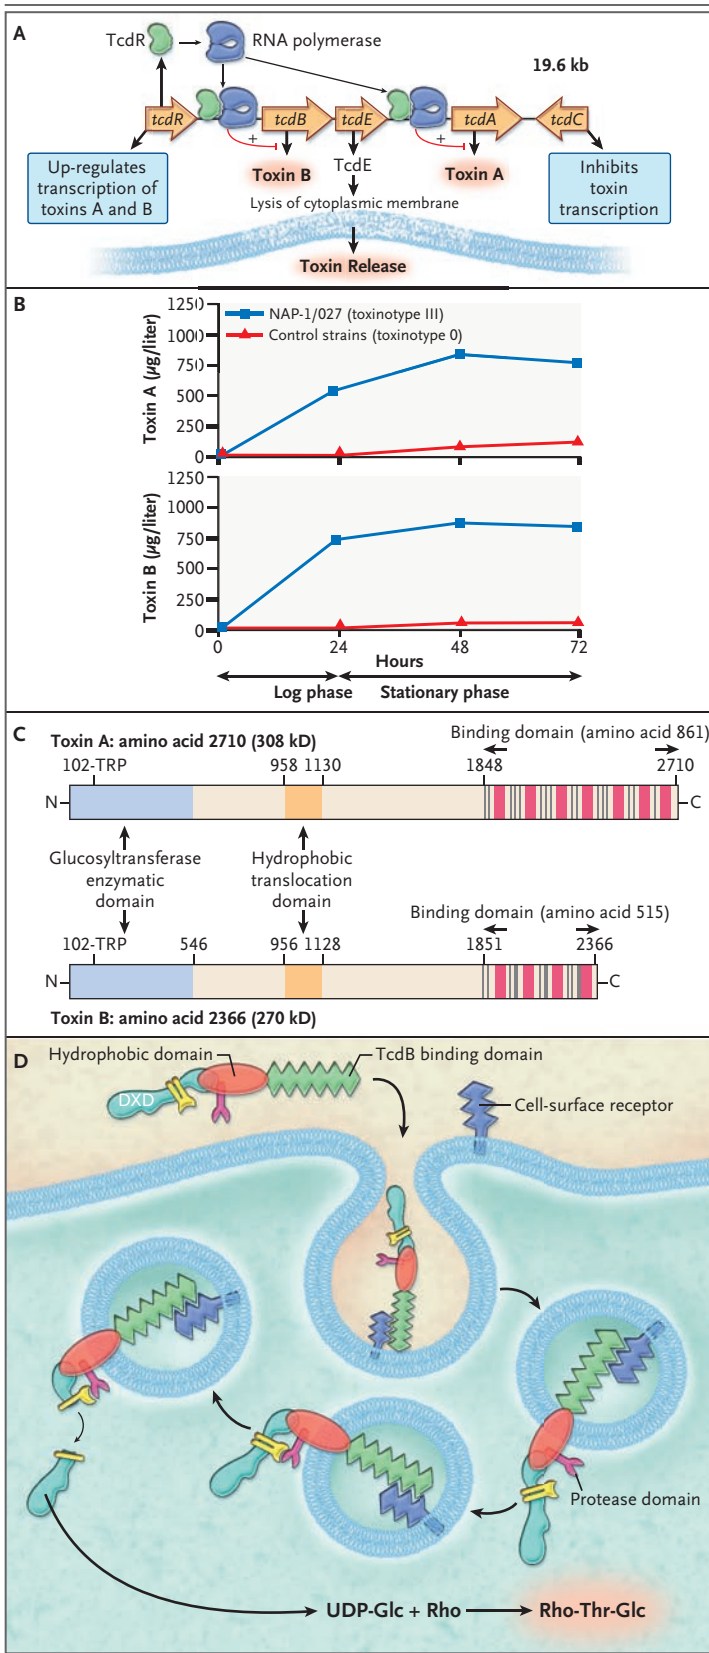 A
TcdR
RNA polymerase
19.6 kb
tcdR
tcdB
tcdE
tcdA
tcdC
+
+
Up-regulates
transcription of
toxins A and B
Toxin B
TcdE
Toxin A
Inhibits
toxin
transcription
Lysis of cytoplasmic membrane
Toxin Release
B
Toxin A (µg/liter)
1250
1000
750
500
250
0
NAP-1/027 (toxinotype III)
Control strains (toxinotype 0)
Toxin B (µg/liter)
1250
1000
750
500
250
0
0 24 48 72
Hours
Log phase Stationary phase
C
Toxin A: amino acid 2710 (308 kD)
Binding domain (amino acid 861)
102-TRP 958 1130 1848 2710
N C
Glucosyltransferase
enzymatic
domain
Hydrophobic
translocation
domain
Binding domain (amino acid 515)
102-TRP 546 956 1128 1851 2366
N C
Toxin B: amino acid 2366 (270 kD)
D
Hydrophobic domain
TcdB binding domain
DXD
Cell-surface receptor
Protease domain
UDP-Glc + Rho
Rho-Thr-Glc